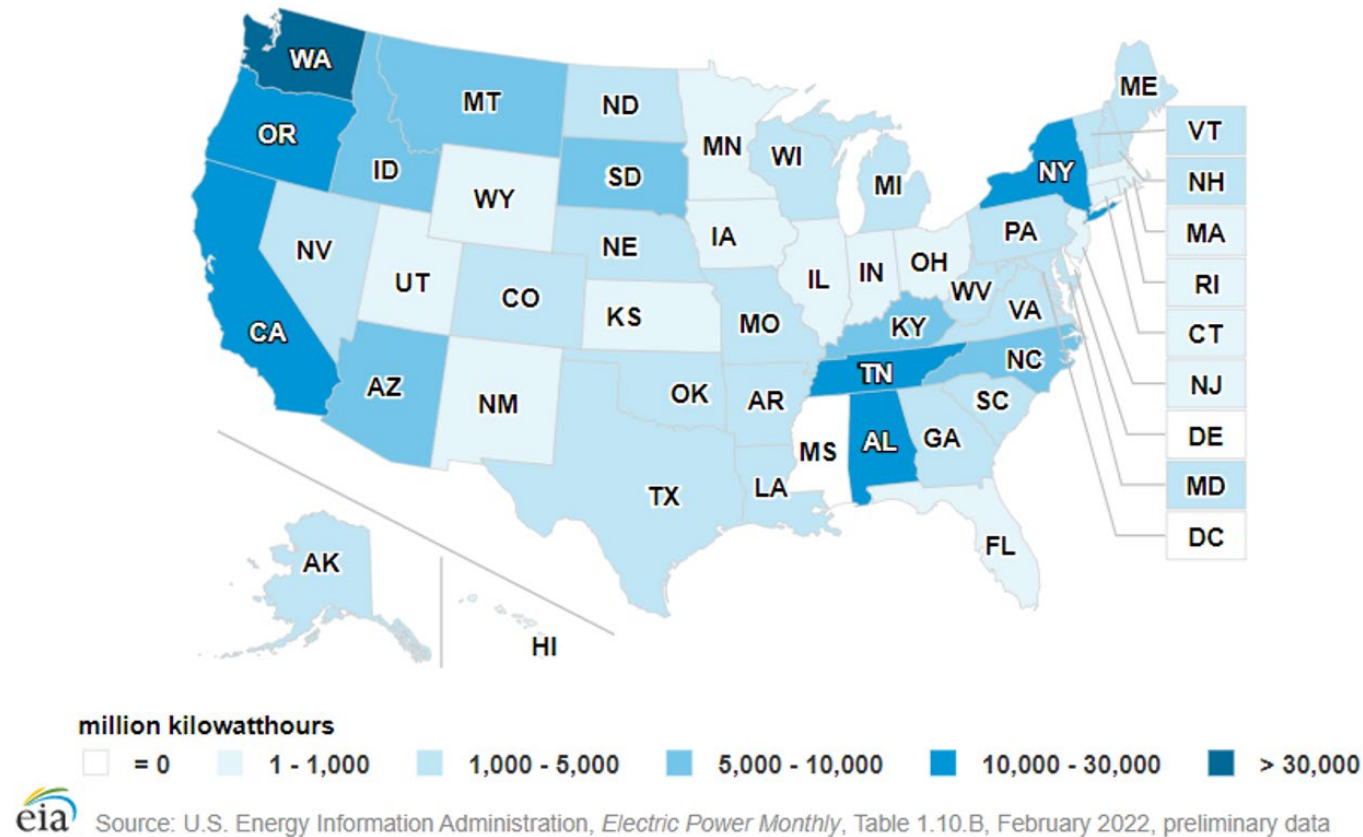 WA
MT
ND
MN
ME
OR
ID
SD
WI
MI
NY
VT
NH
WY
NE
IA
PA
MA
NV
UT
CO
KS
MO
IL
IN
OH
WV
VA
RI
CA
KY
CT
AZ
NM
OK
AR
TN
NC
NJ
SC
MS
AL
GA
DE
TX
LA
MD
FL
DC
AK
HI
million kilowatthours
= 0
1 - 1,000
1,000 - 5,000
5,000 - 10,000
10,000 - 30,000
> 30,000
eia
Source: U.S. Energy Information Administration, Electric Power Monthly, Table 1.10.B, February 2022, preliminary data